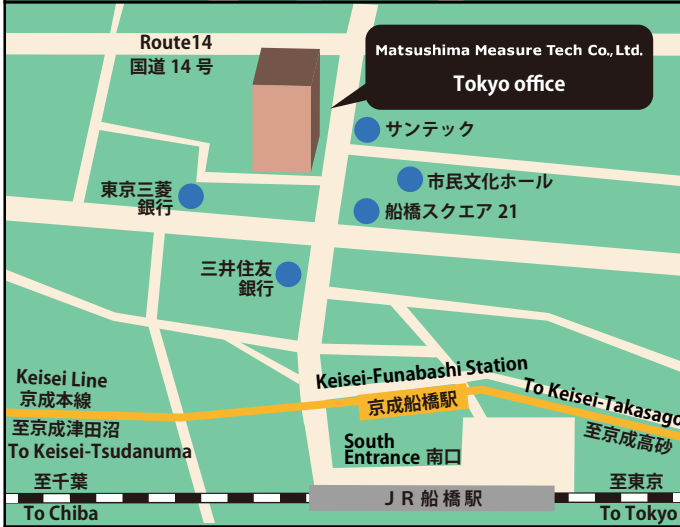 Route14
国道 14 号
Matsushima Measure Tech Co., Ltd.
Tokyo office
サンテック
市民文化ホール
東京三菱
銀行
船橋スクエア 21
三井住友
銀行
Keisei-Funabashi Station
京成船橋駅
Keisei Line
京成本線
To Keisei-Takasago
至京成高砂
至京成津田沼
To Keisei-Tsudanuma
South
Entrance 南口
至千葉
To Chiba
JR船橋駅
至東京
To Tokyo